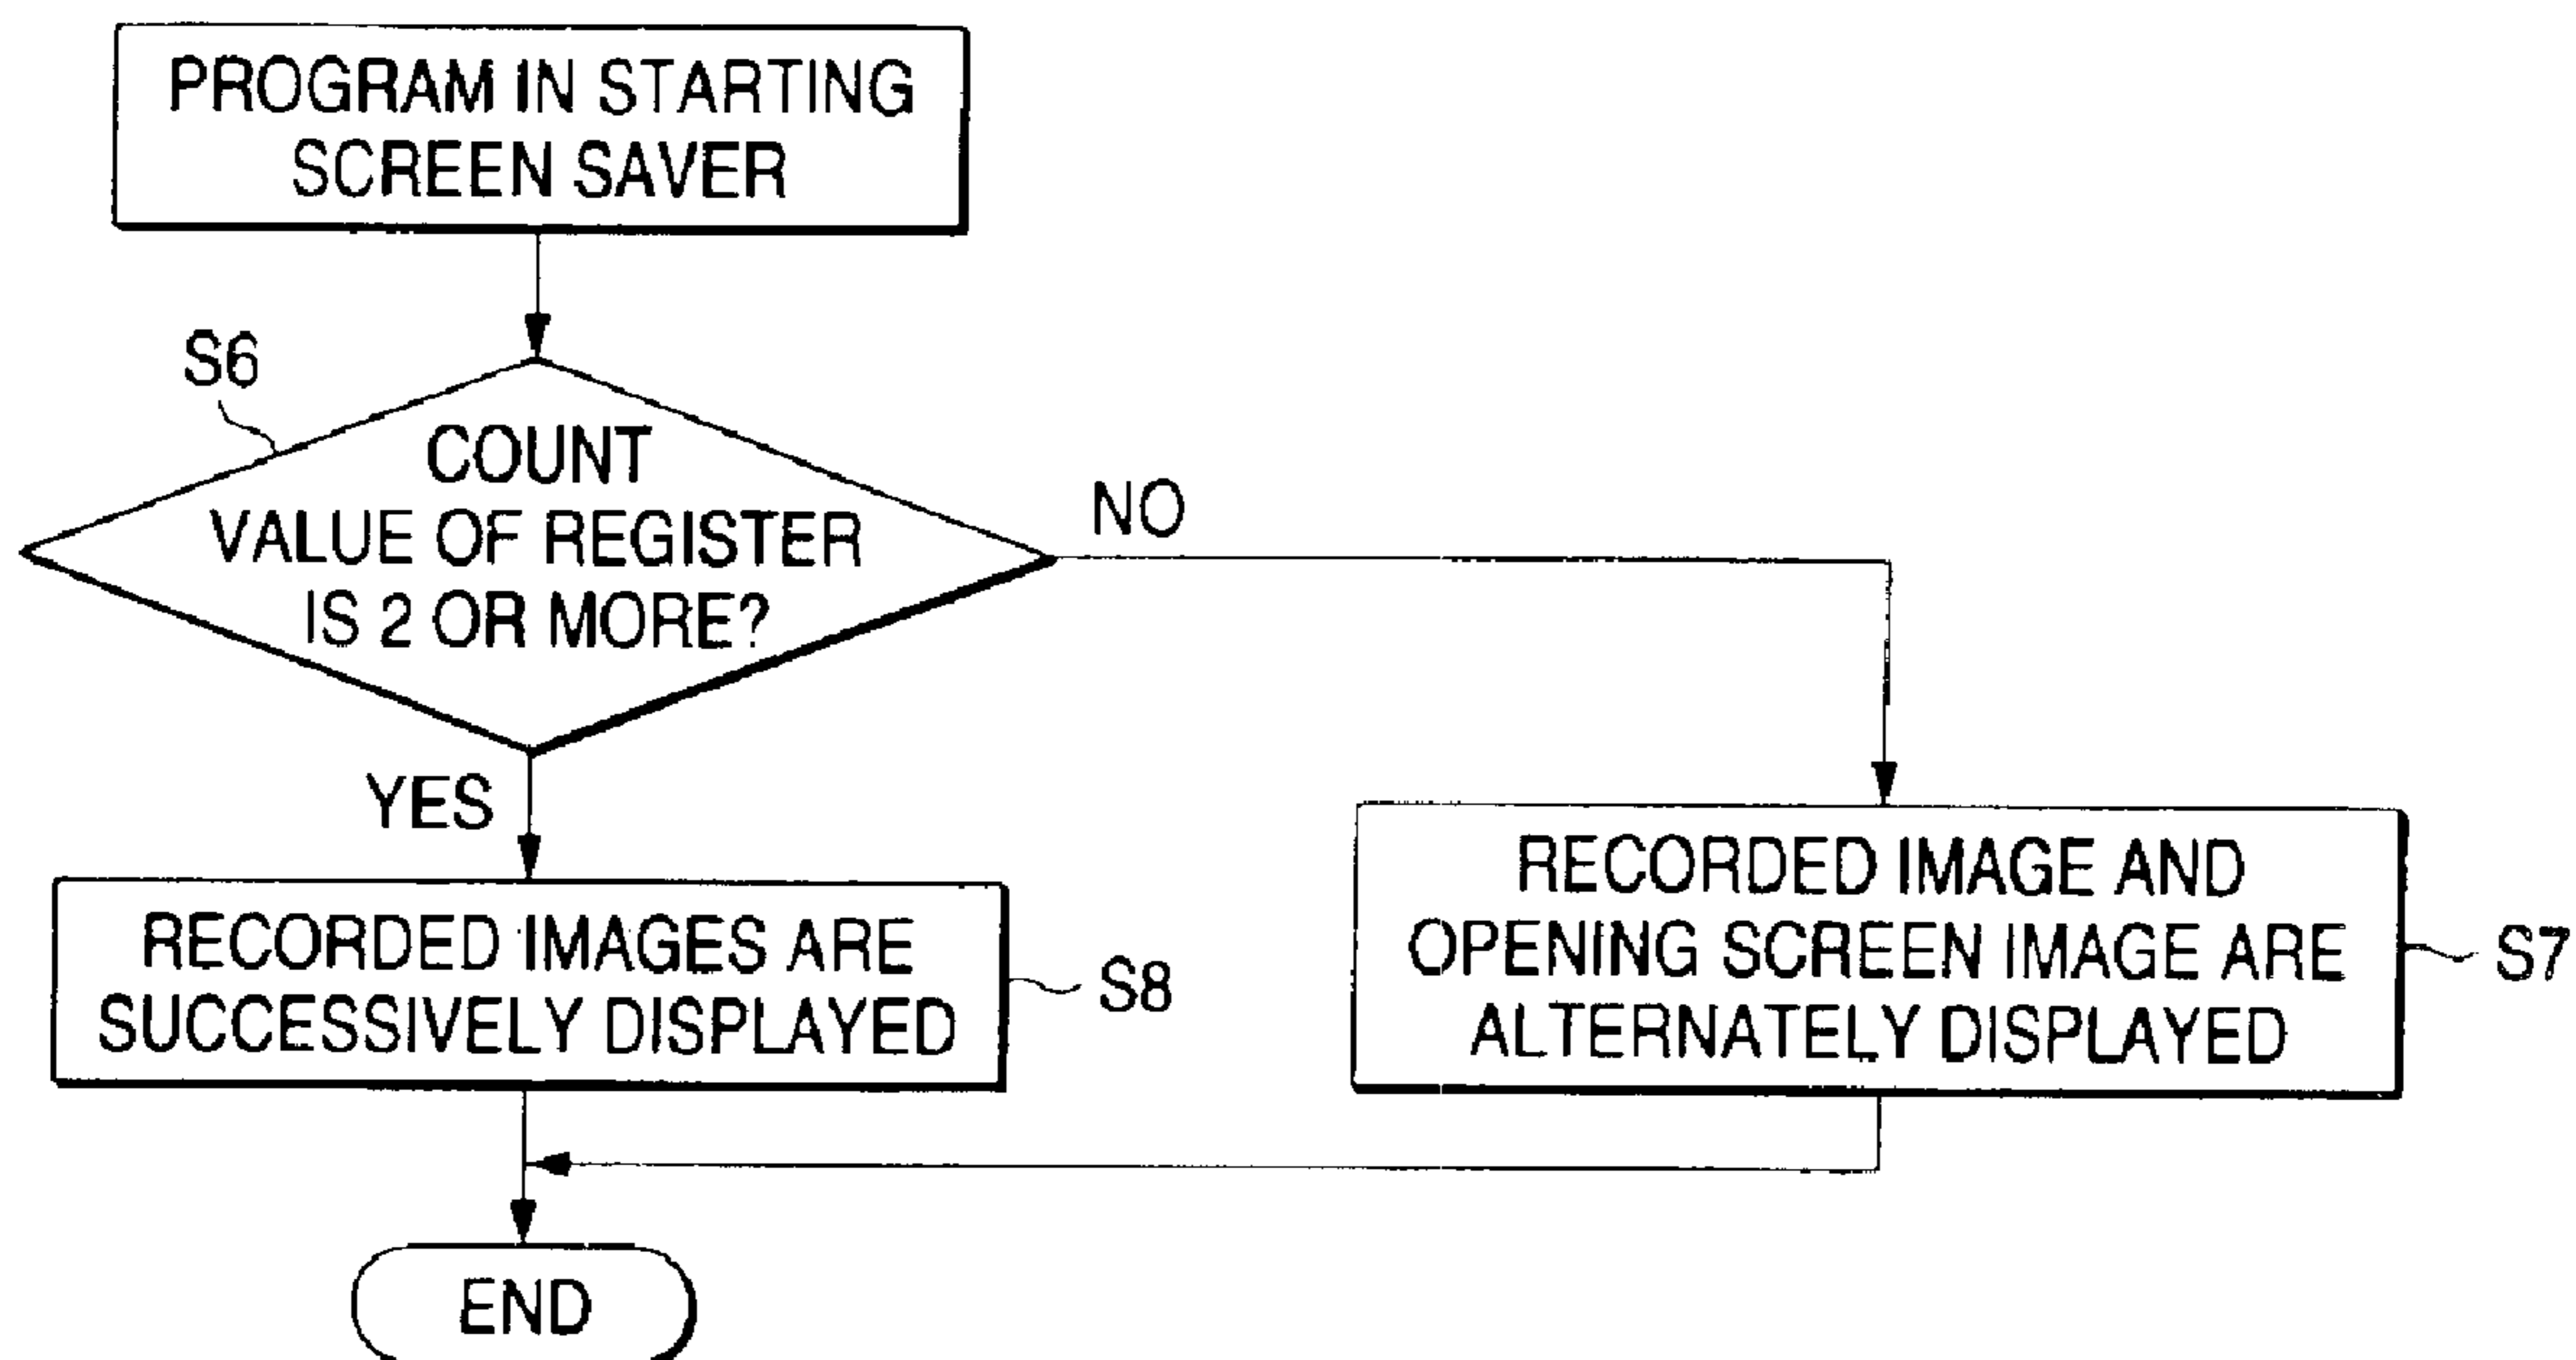 PROGRAM IN STARTING
SCREEN SAVER
S6
COUNT
VALUE OF REGISTER
IS 2 OR MORE?
NO
YES
RECORDED IMAGES ARE
SUCCESSIVELY DISPLAYED
S8
RECORDED IMAGE AND
OPENING SCREEN IMAGE ARE
ALTERNATELY DISPLAYED
S7
END